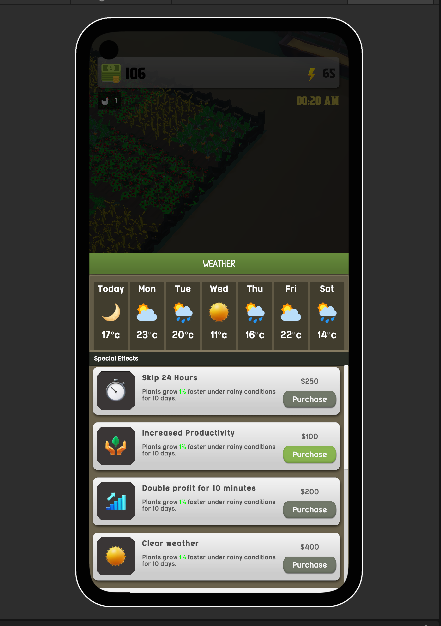 106
65
1
00:20 AM
WEATHER
Today Mon Tue Wed Thu Fri Sat
17°c 23°c 20°c 11°c 16°c 22°c 14°c
Special Effects
Skip 24 Hours
$250
Plants grow 1% faster under rainy conditions
for 10 days.
Purchase
Increased Productivity
$100
Plants grow 1% faster under rainy conditions
for 10 days.
Purchase
Double profit for 10 minutes
$200
Plants grow 1% faster under rainy conditions
for 10 days.
Purchase
Clear weather
$400
Plants grow 1% faster under rainy conditions
for 10 days.
Purchase